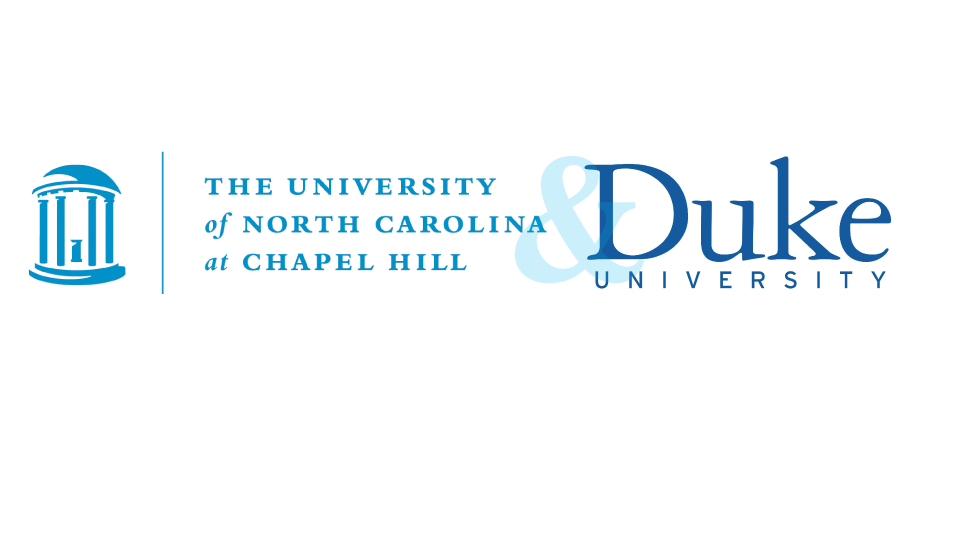 THE UNIVERSITY
of NORTH CAROLINA
at CHAPEL HILL
&
Duke
UNIVERSITY